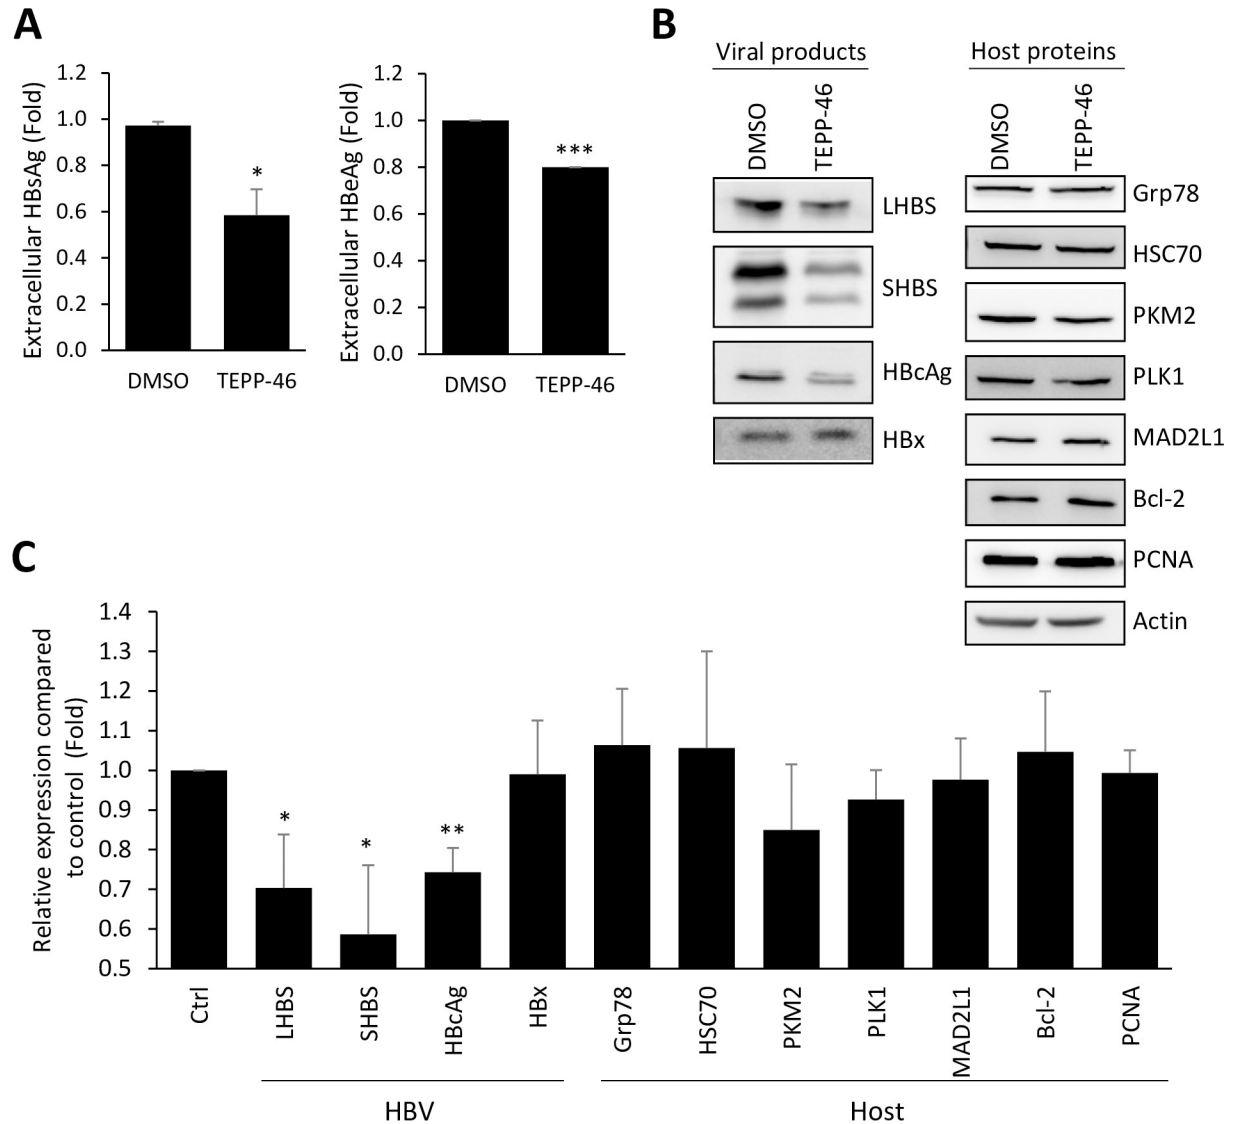 A
Extracellular HBsAg (Fold)
1.2
1.0
0.8
0.6
0.4
0.2
0.0
*
DMSO TEPP-46
Extracellular HBeAg (Fold)
1.2
1.0
0.8
0.6
0.4
0.2
0.0
***
DMSO TEPP-46
B
Viral products
DMSO
TEPP-46
LHBS
SHBS
HBcAg
HBx
Host proteins
DMSO
TEPP-46
Grp78
HSC70
PKM2
PLK1
MAD2L1
Bcl-2
PCNA
Actin
C
Relative expression compared
to control (Fold)
1.4
1.3
1.2
1.1
1.0
0.9
0.8
0.7
0.6
0.5
*
*
**
Ctrl
LHBS
SHBS
HBcAg
HBx
Grp78
HSC70
PKM2
PLK1
MAD2L1
Bcl-2
PCNA
HBV
Host